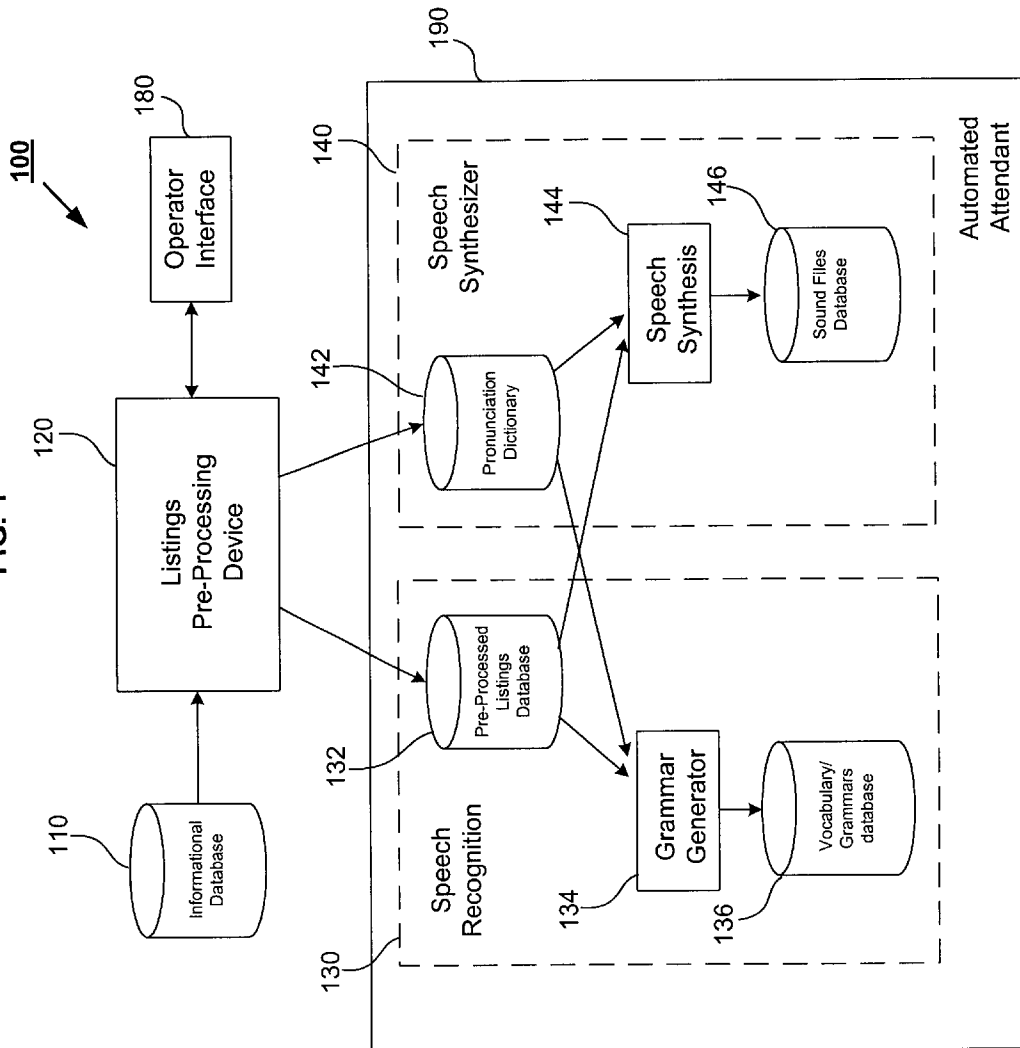 100
110
Informational
Database
120
Listings
Pre-Processing
Device
180
Operator
Interface
190
130
Speech
Recognition
132
Pre-Processed
Listings
Database
134
Grammar
Generator
136
Vocabulary/
Grammars
database
140
Speech
Synthesizer
142
Pronunciation
Dictionary
144
Speech
Synthesis
146
Sound Files
Database
Automated
Attendant